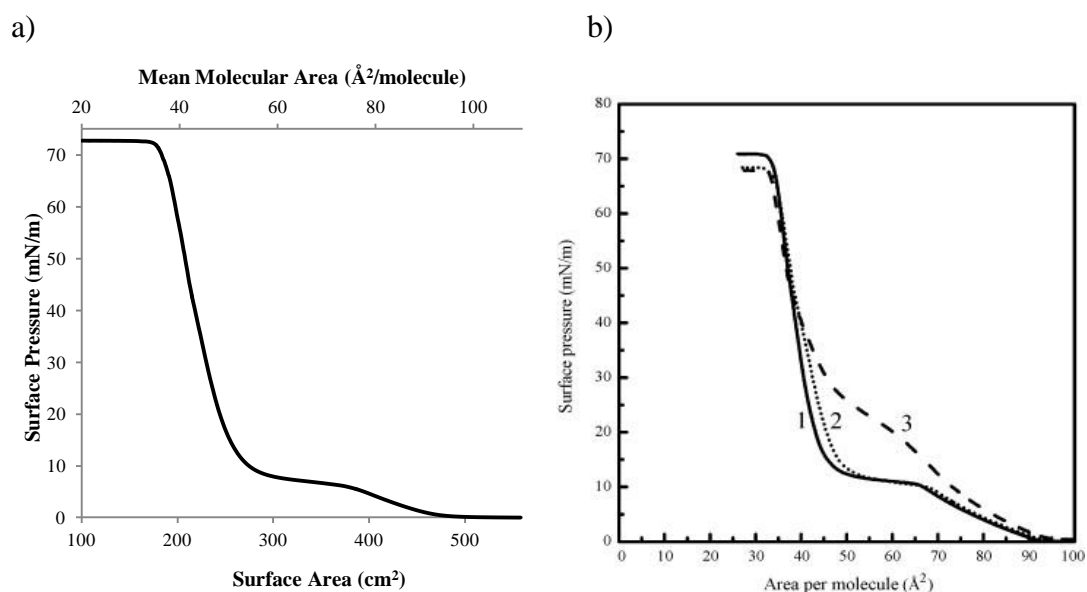 a)
Mean Molecular Area (Å²/molecule)
20 40 60 80 100
70
60
50
40
30
20
10
0
Surface Pressure (mN/m)
100 200 300 400 500
Surface Area (cm²)
b)
80
70
60
50
40
30
20
10
0
Surface pressure (mN/m)
1 2 3
0 10 20 30 40 50 60 70 80 90 100
Area per molecule (Å²)